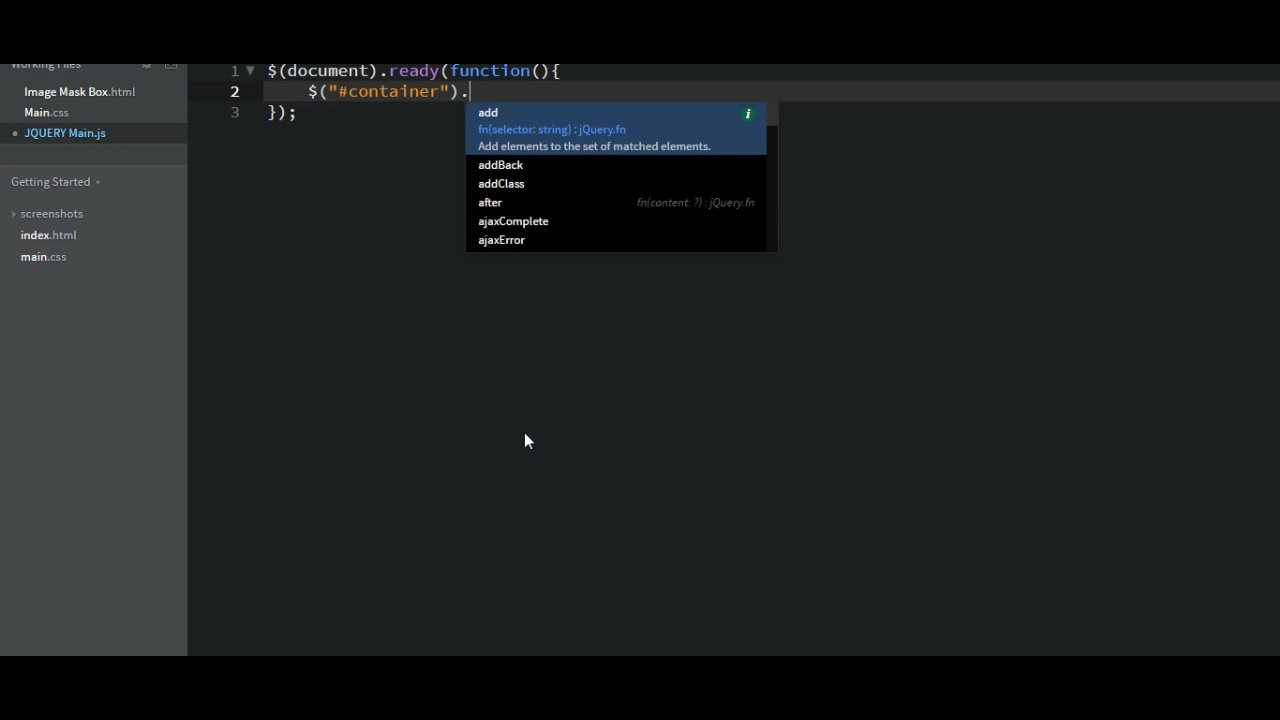 Working Files
Image Mask Box.html
Main.css
JQUERY Main.js
Getting Started
screenshots
index.html
main.css
1 $(document).ready(function(){
2 $("#container").
3 });
add
fn(selector: string) : jQuery.fn
Add elements to the set of matched elements.
addBack
addClass
after fn(content: ?) : jQuery.fn
ajaxComplete
ajaxError